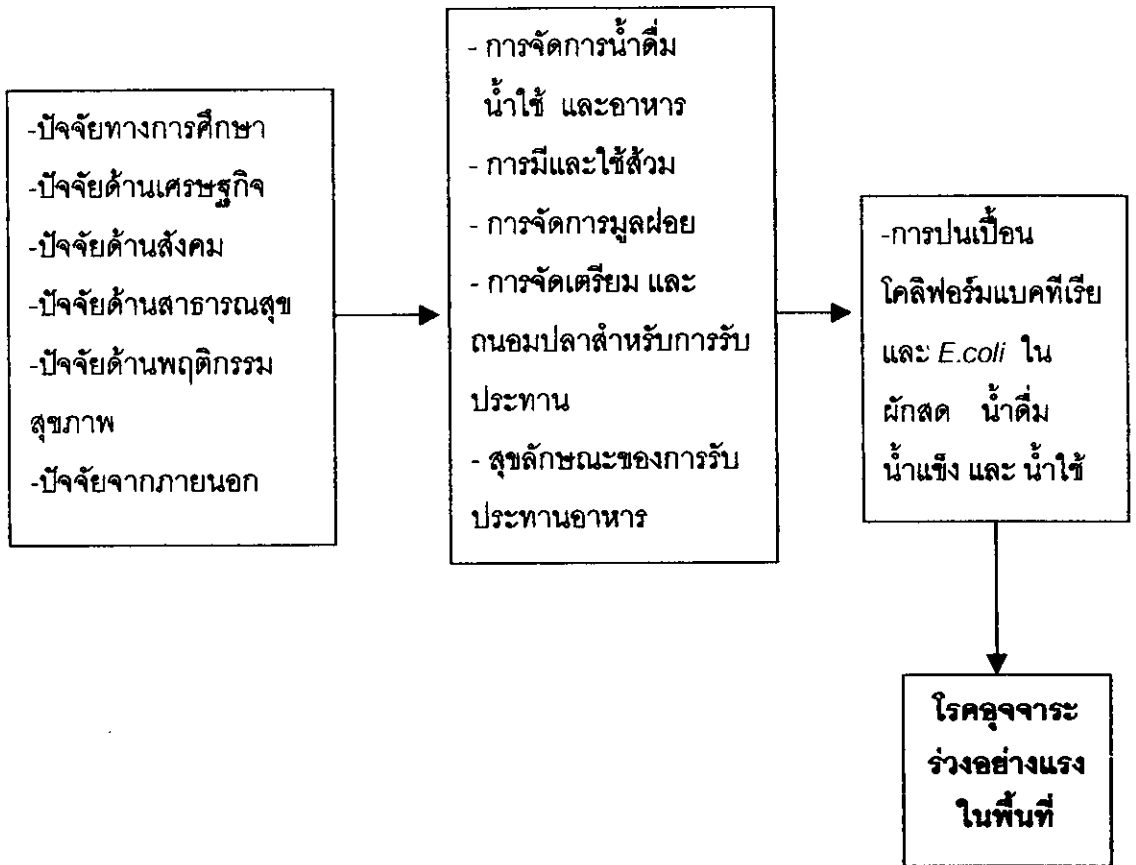 -ปัจจัยทางการศึกษา
-ปัจจัยด้านเศรษฐกิจ
-ปัจจัยด้านสังคม
-ปัจจัยด้านสาธารณสุข
-ปัจจัยด้านพฤติกรรม
สุขภาพ
-ปัจจัยจากภายนอก
- การจัดการน้ำดื่ม
น้ำใช้ และอาหาร
- การมีและใช้ส้วม
- การจัดการมูลฝอย
- การจัดเตรียม และ
ถนอมปลาสำหรับการรับ
ประทาน
- สุขลักษณะของการรับ
ประทานอาหาร
-การปนเปื้อน
โคลิฟอร์มแบคทีเรีย
และ E.coli ใน
ผักสด น้ำดื่ม
น้ำแข็ง และ น้ำใช้
โรคอุจจาระ
ร่วงอย่างแรง
ในพื้นที่